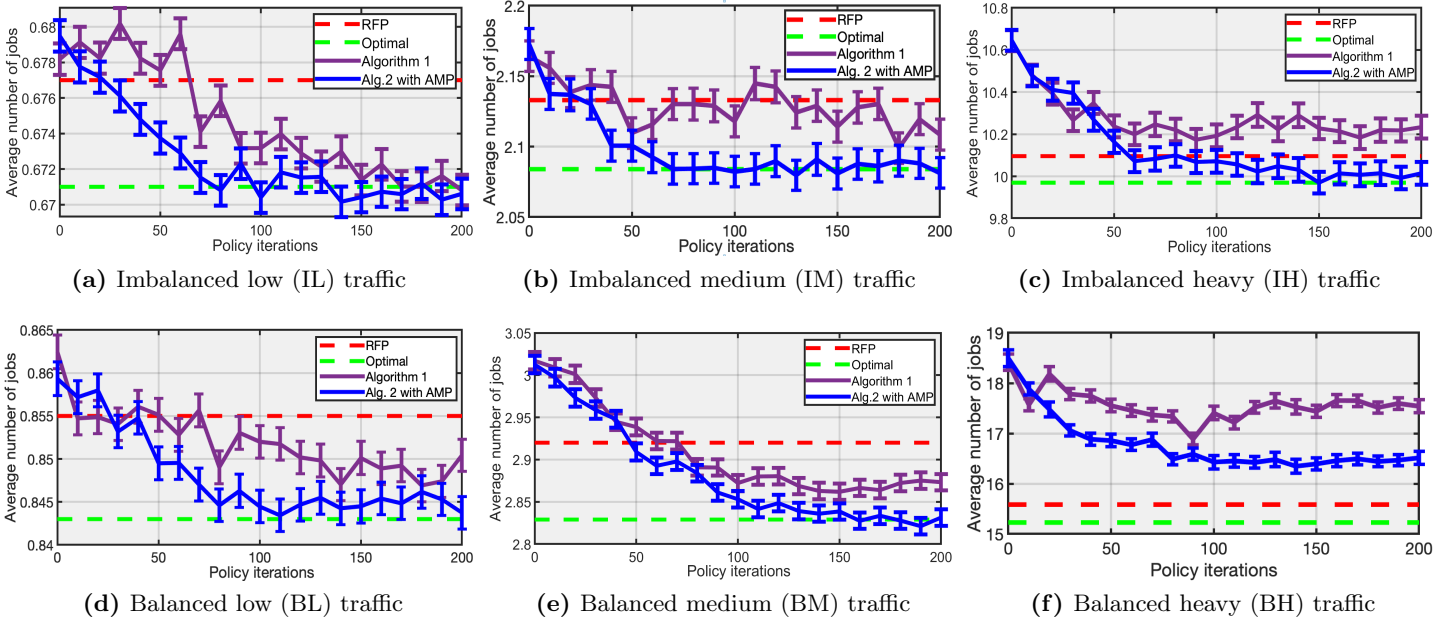 0.68
0.678
0.676
0.674
0.672
0.67
Average number of jobs
0 50 100 150 200
Policy iterations
RFP
Optimal
Algorithm 1
Alg.2 with AMP
(a) Imbalanced low (IL) traffic
2.2
2.15
2.1
2.05
Average number of jobs
0 50 100 150 200
Policy iterations
RFP
Optimal
Algorithm 1
Alg. 2 with AMP
(b) Imbalanced medium (IM) traffic
10.8
10.6
10.4
10.2
10
9.8
Average number of jobs
0 50 100 150 200
Policy iterations
RFP
Optimal
Algorithm 1
Alg.2 with AMP
(c) Imbalanced heavy (IH) traffic
0.865
0.86
0.855
0.85
0.845
0.84
Average number of jobs
0 50 100 150 200
Policy iterations
RFP
Optimal
Algorithm 1
Alg. 2 with AMP
(d) Balanced low (BL) traffic
3.05
3
2.95
2.9
2.85
2.8
Average number of jobs
0 50 100 150 200
Policy iterations
RFP
Optimal
Algorithm 1
Alg. 2 with AMP
(e) Balanced medium (BM) traffic
19
18
17
16
15
Average number of jobs
0 50 100 150 200
Policy iterations
RFP
Optimal
Algorithm 1
Alg. 2 with AMP
(f) Balanced heavy (BH) traffic